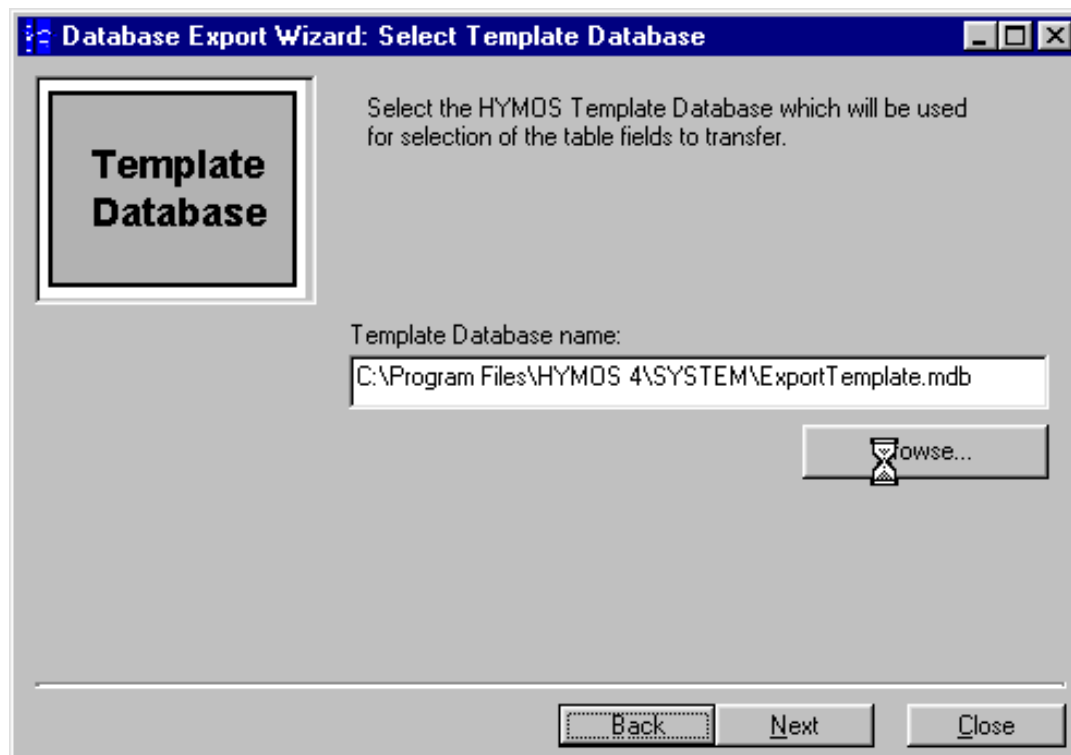 Database Export Wizard: Select Template Database
Select the HYMOS Template Database which will be used
for selection of the table fields to transfer.
Template
Database
Template Database name:
C:\Program Files\HYMOS 4\SYSTEM\ExportTemplate.mdb
rowse...
Back
Next
Close